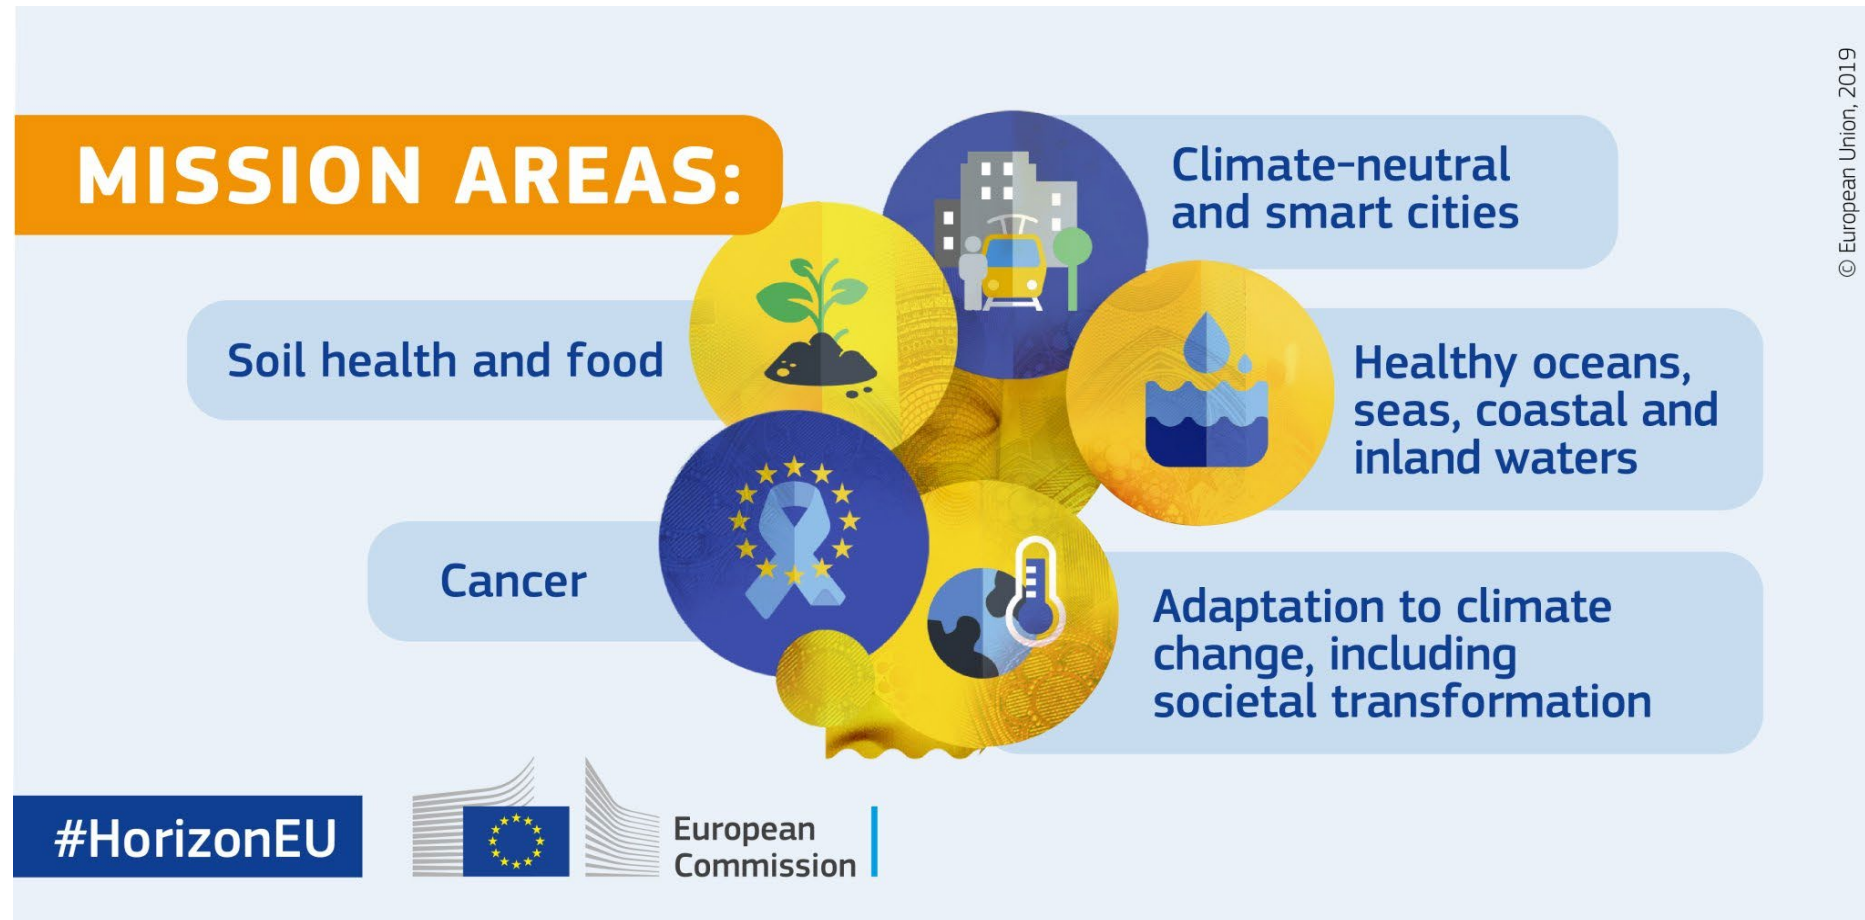 MISSION AREAS:
Climate-neutral
and smart cities
Soil health and food
Healthy oceans,
seas, coastal and
inland waters
Cancer
Adaptation to climate
change, including
societal transformation
#HorizonEU
European
Commission
© European Union, 2019